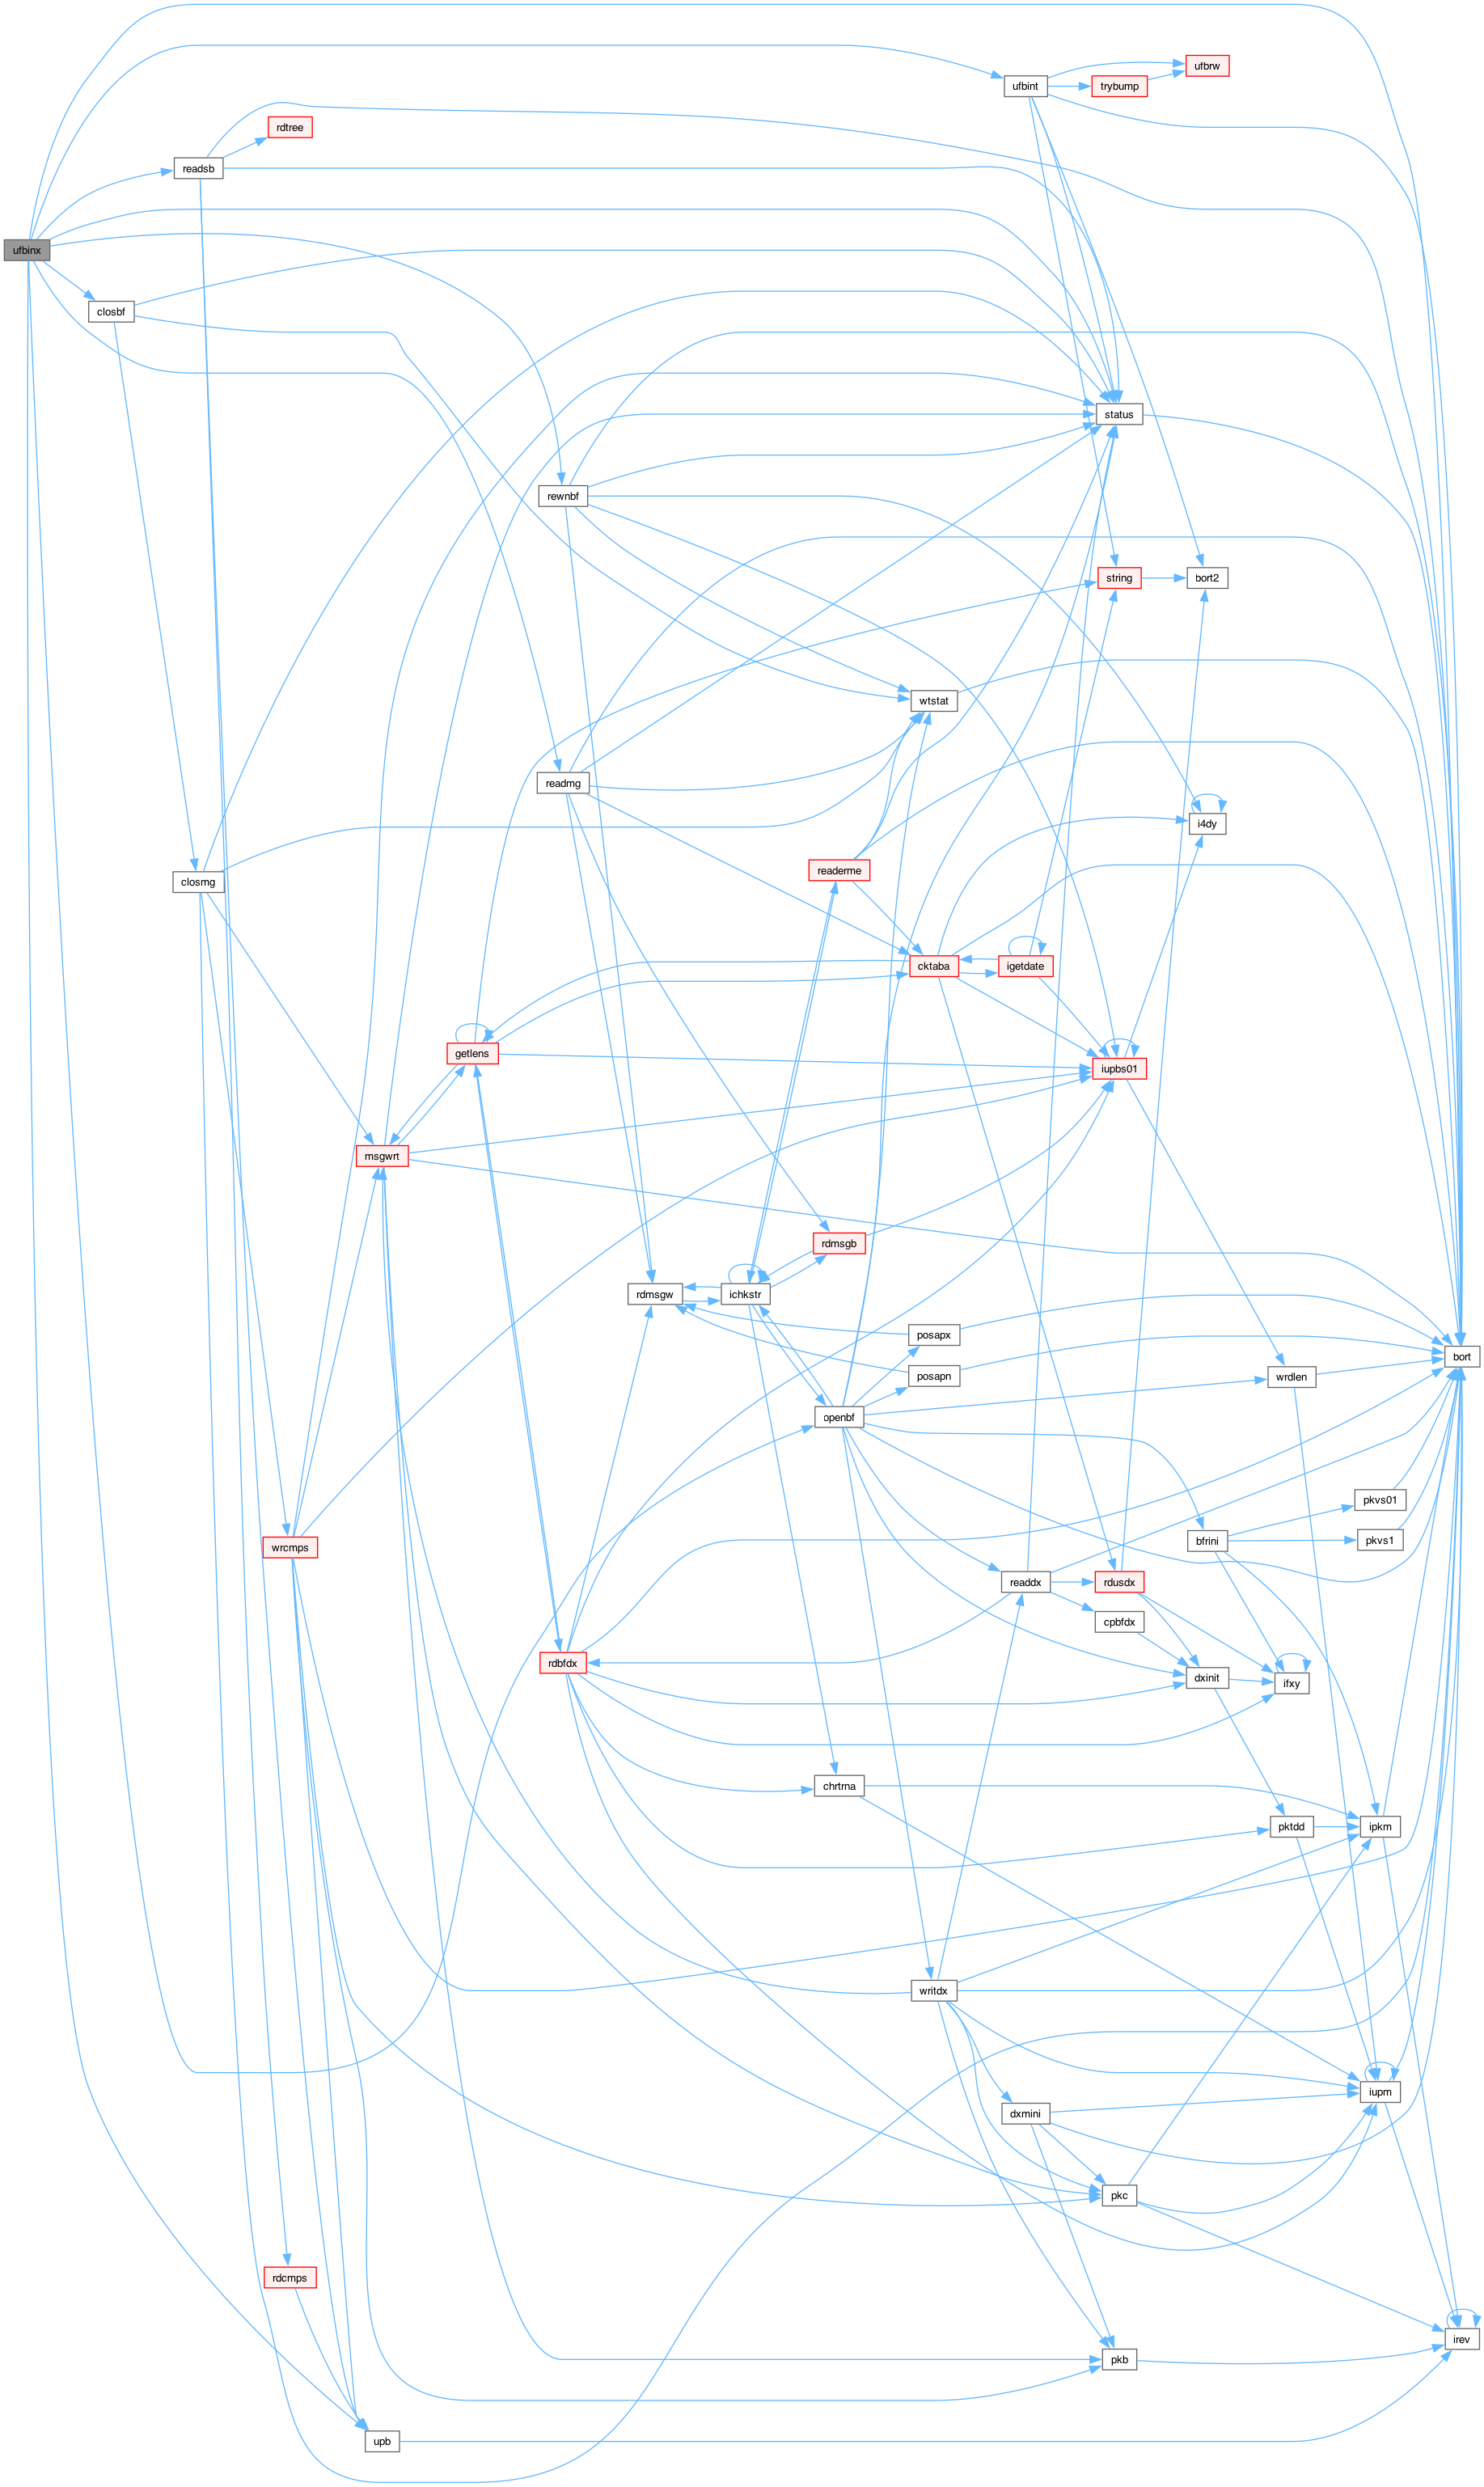 ufbrw
ufbint
trybump
rdtree
readsb
ufbinx
closbf
status
rewnbf
string
bort2
wtstat
readmg
i4dy
readerme
closmg
cktaba
igetdate
getlens
iupbs01
msgwrt
rdmsgb
rdmsgw
ichkstr
posapx
bort
posapn
wrdlen
openbf
pkvs01
wrcmps
bfrini
pkvs1
readdx
rdusdx
cpbfdx
rdbfdx
dxinit
ifxy
chrtrna
pktdd
ipkm
writdx
iupm
dxmini
pkc
rdcmps
irev
pkb
upb